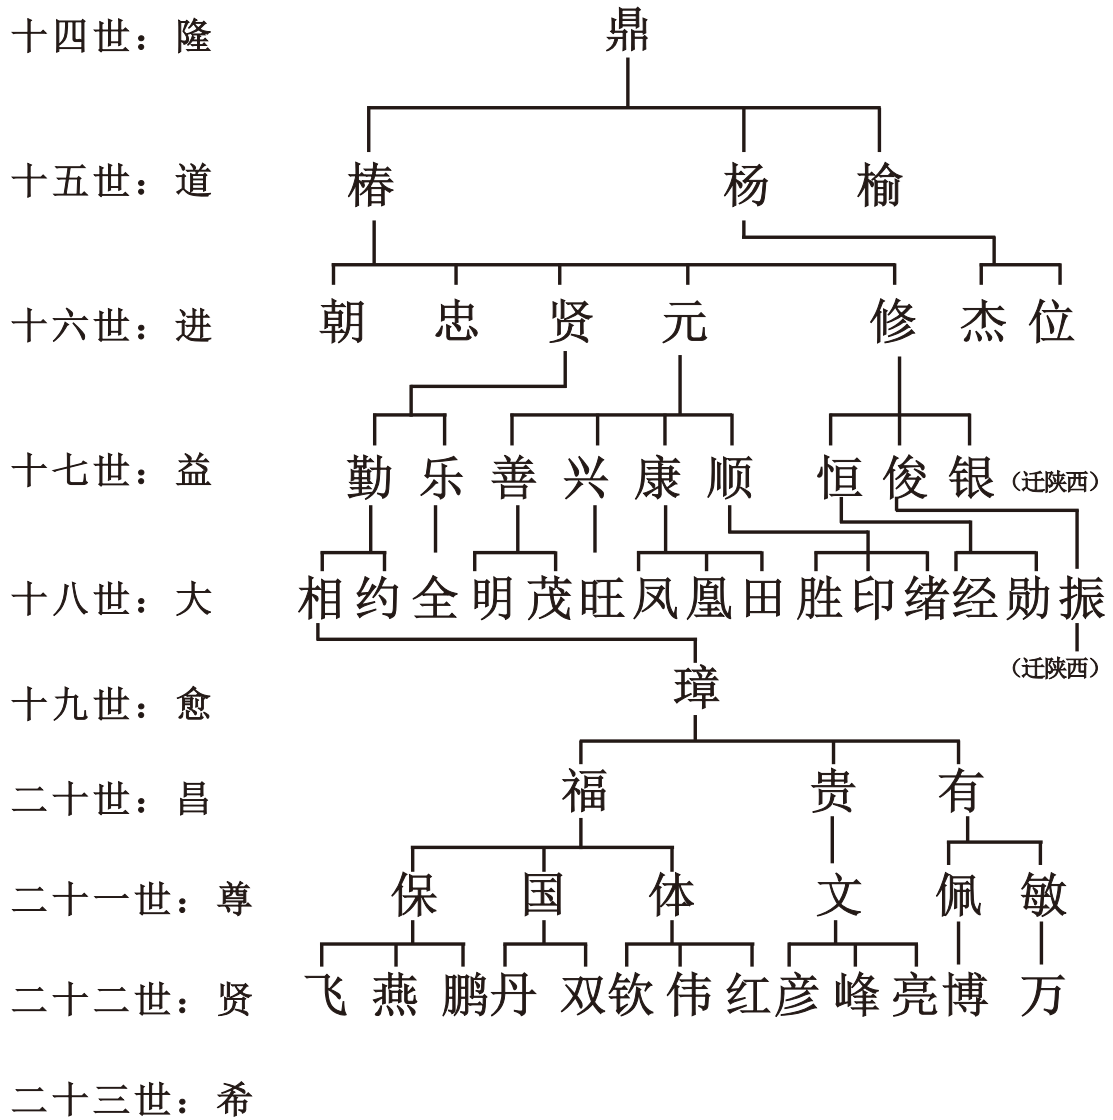 十四世：隆 鼎
十五世：道 椿 杨 榆
十六世：进 朝 忠 贤 元 修 杰 位
十七世：益 勤 乐 善 兴 康 顺 恒 俊 银（迁陕西）
十八世：大 相 约 全 明 茂 旺 凤 凰 田 胜 印 绪 经 勋 振
（迁陕西）
十九世：愈 璋
二十世：昌 福 贵 有
二十一世：尊 保 国 体 文 佩 敏
二十二世：贤 飞 燕 鹏 丹 双 钦 伟 红 彦 峰 亮 博 万
二十三世：希